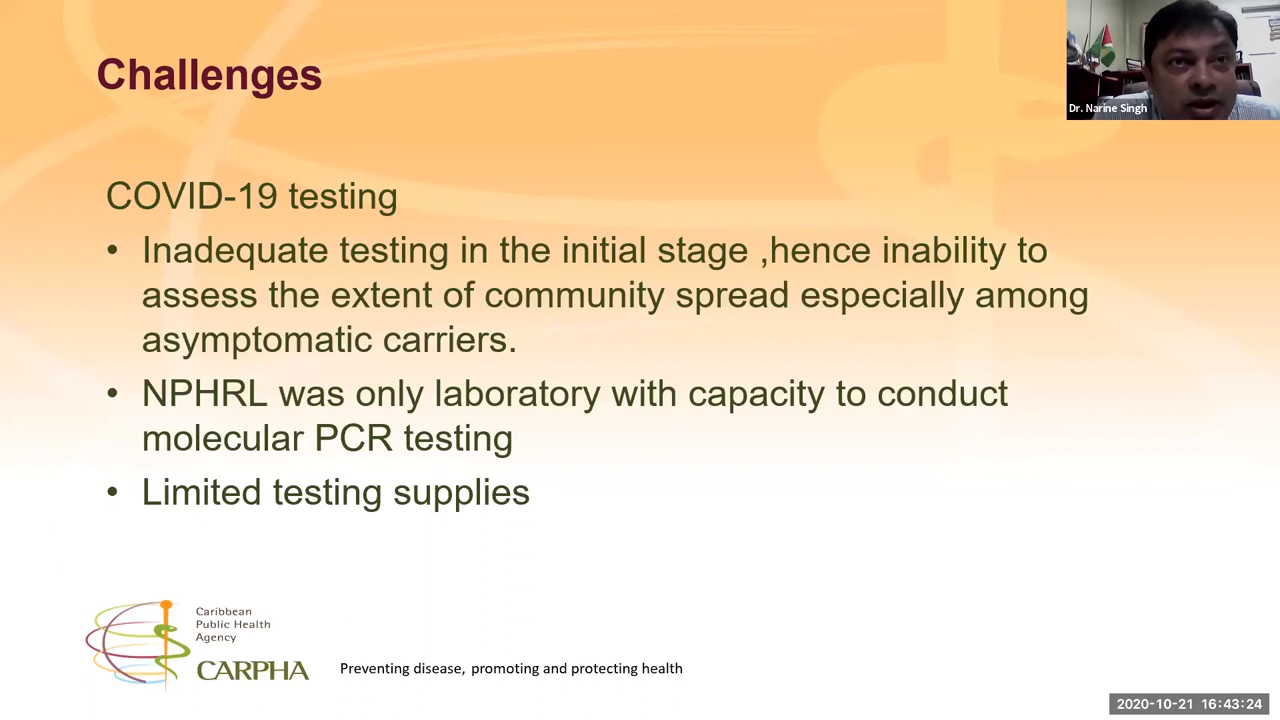 Challenges
Dr. Narine Singh
COVID-19 testing
• Inadequate testing in the initial stage ,hence inability to
assess the extent of community spread especially among
asymptomatic carriers.
• NPHRL was only laboratory with capacity to conduct
molecular PCR testing
• Limited testing supplies
Caribbean
Public Health
Agency
CARPHA
Preventing disease, promoting and protecting health
2020-10-21 16:43:24